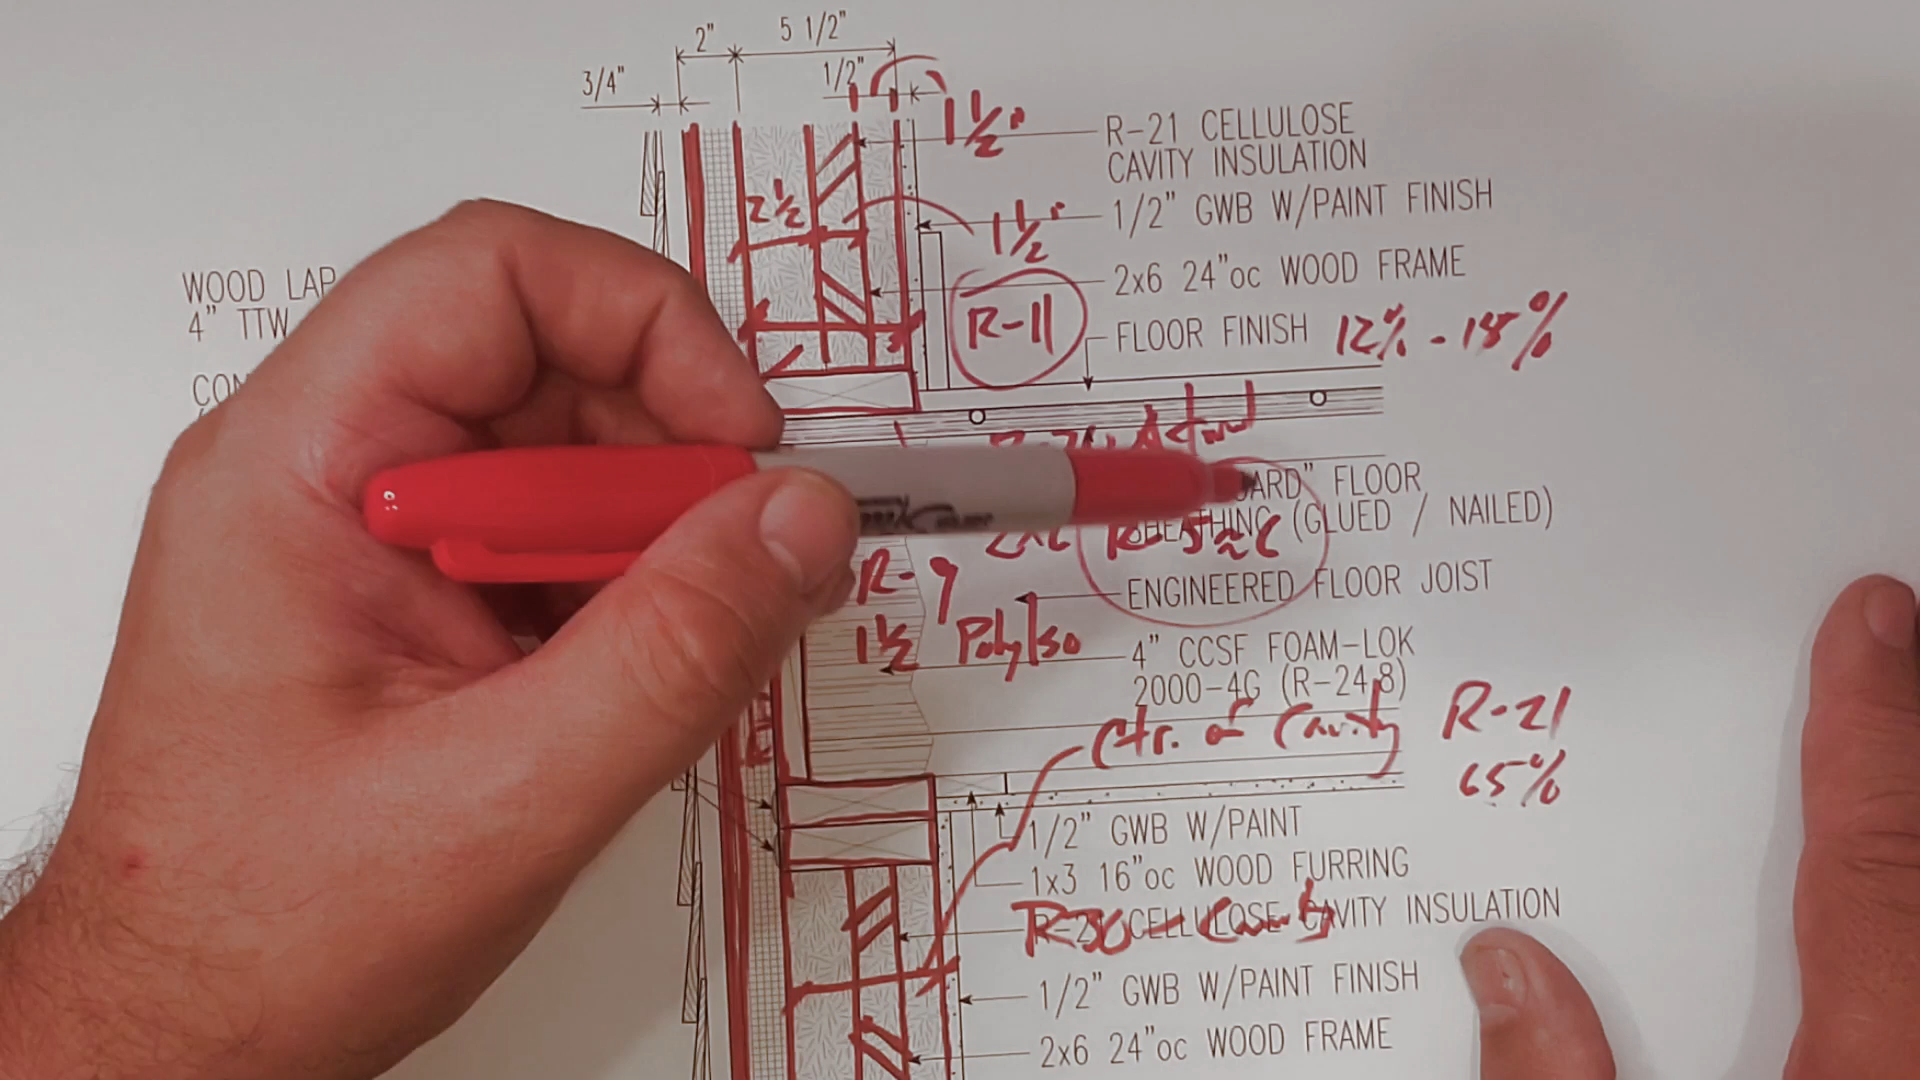 2"
5 1/2"
3/4"
1/2"
1 1/2"
R-21 CELLULOSE
CAVITY INSULATION
2 1/2
1/2" GWB W/PAINT FINISH
1 1/2"
WOOD LAP
4" TTW
2x6 24"oc WOOD FRAME
R-11
FLOOR FINISH 12% - 18%
CON
Actual
FLOOR
SHEATHING (GLUED / NAILED)
R-9
ENGINEERED FLOOR JOIST
1 1/2 PolyIso
4" CCSF FOAM-LOK
2000-4G (R-24.8)
Ctr. of Cavity R-21
65%
1/2" GWB W/PAINT
1x3 16"oc WOOD FURRING
CELLULOSE CAVITY INSULATION
R-30 - Cavity
1/2" GWB W/PAINT FINISH
2x6 24"oc WOOD FRAME